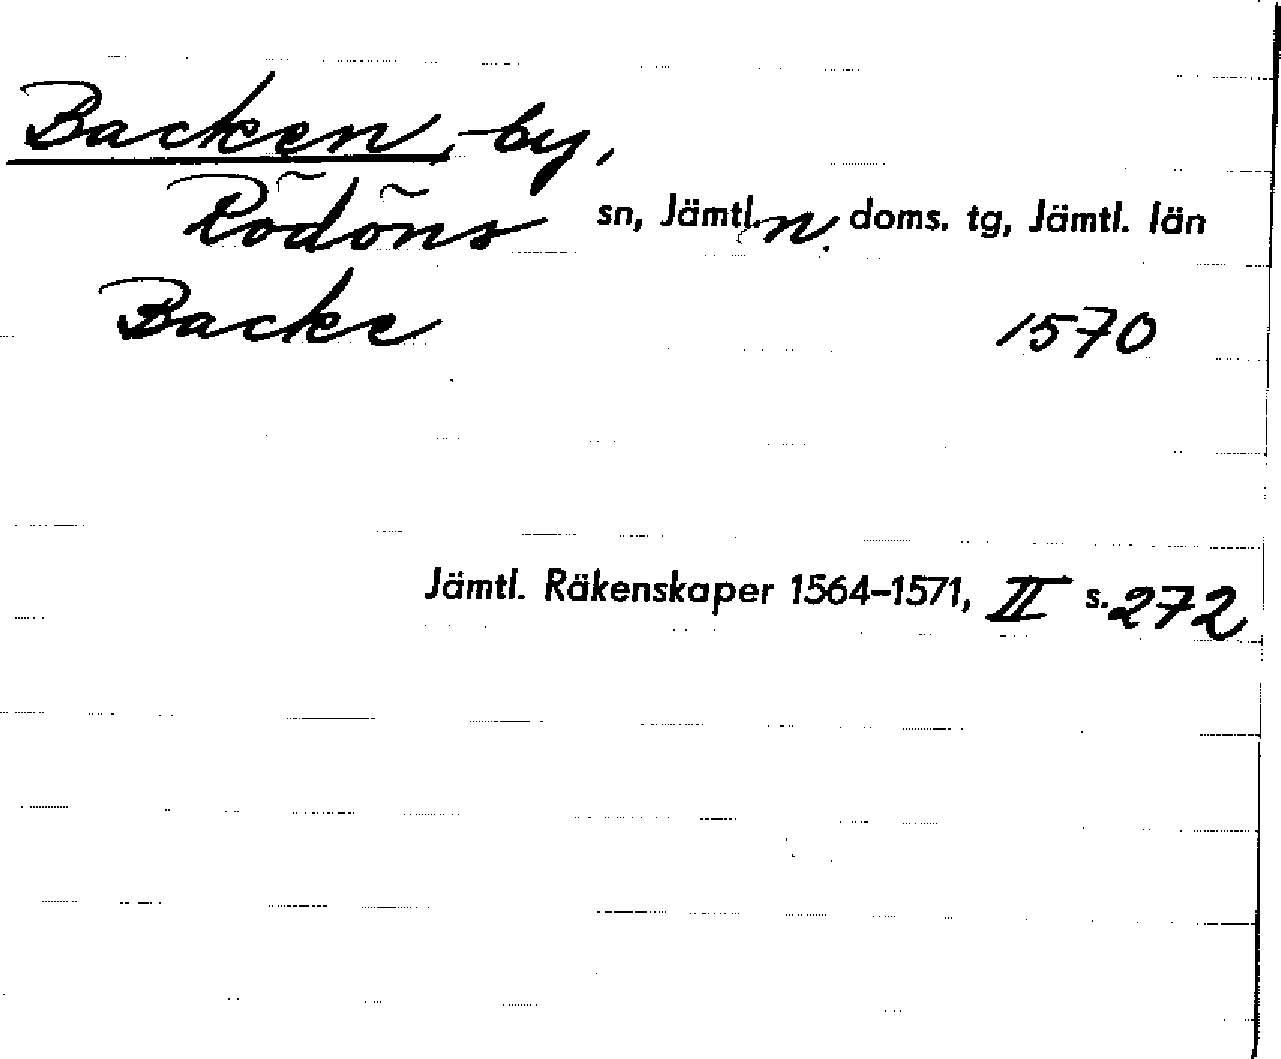 Backen, -by,
Rödöns sn, Jämtl. n. doms. tg, Jämtl. län
Backe 1570
Jämtl. Räkenskaper 1564–1571, II s. 272